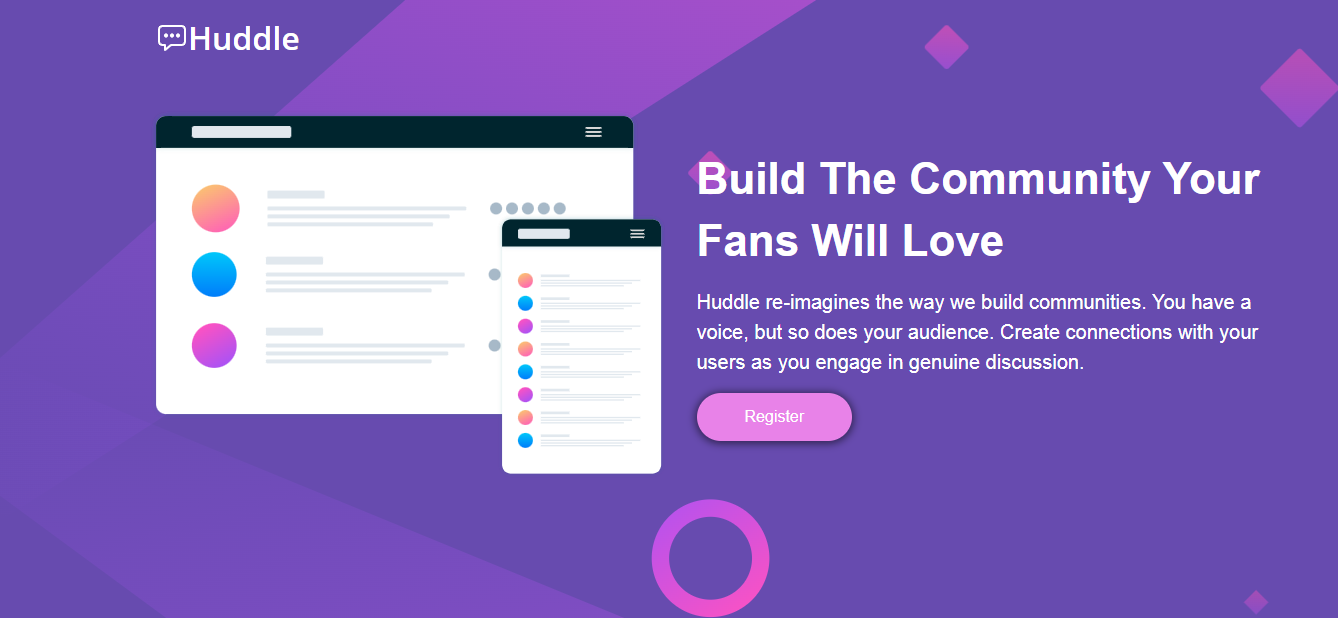 Huddle
Build The Community Your
Fans Will Love
Huddle re-imagines the way we build communities. You have a
voice, but so does your audience. Create connections with your
users as you engage in genuine discussion.
Register